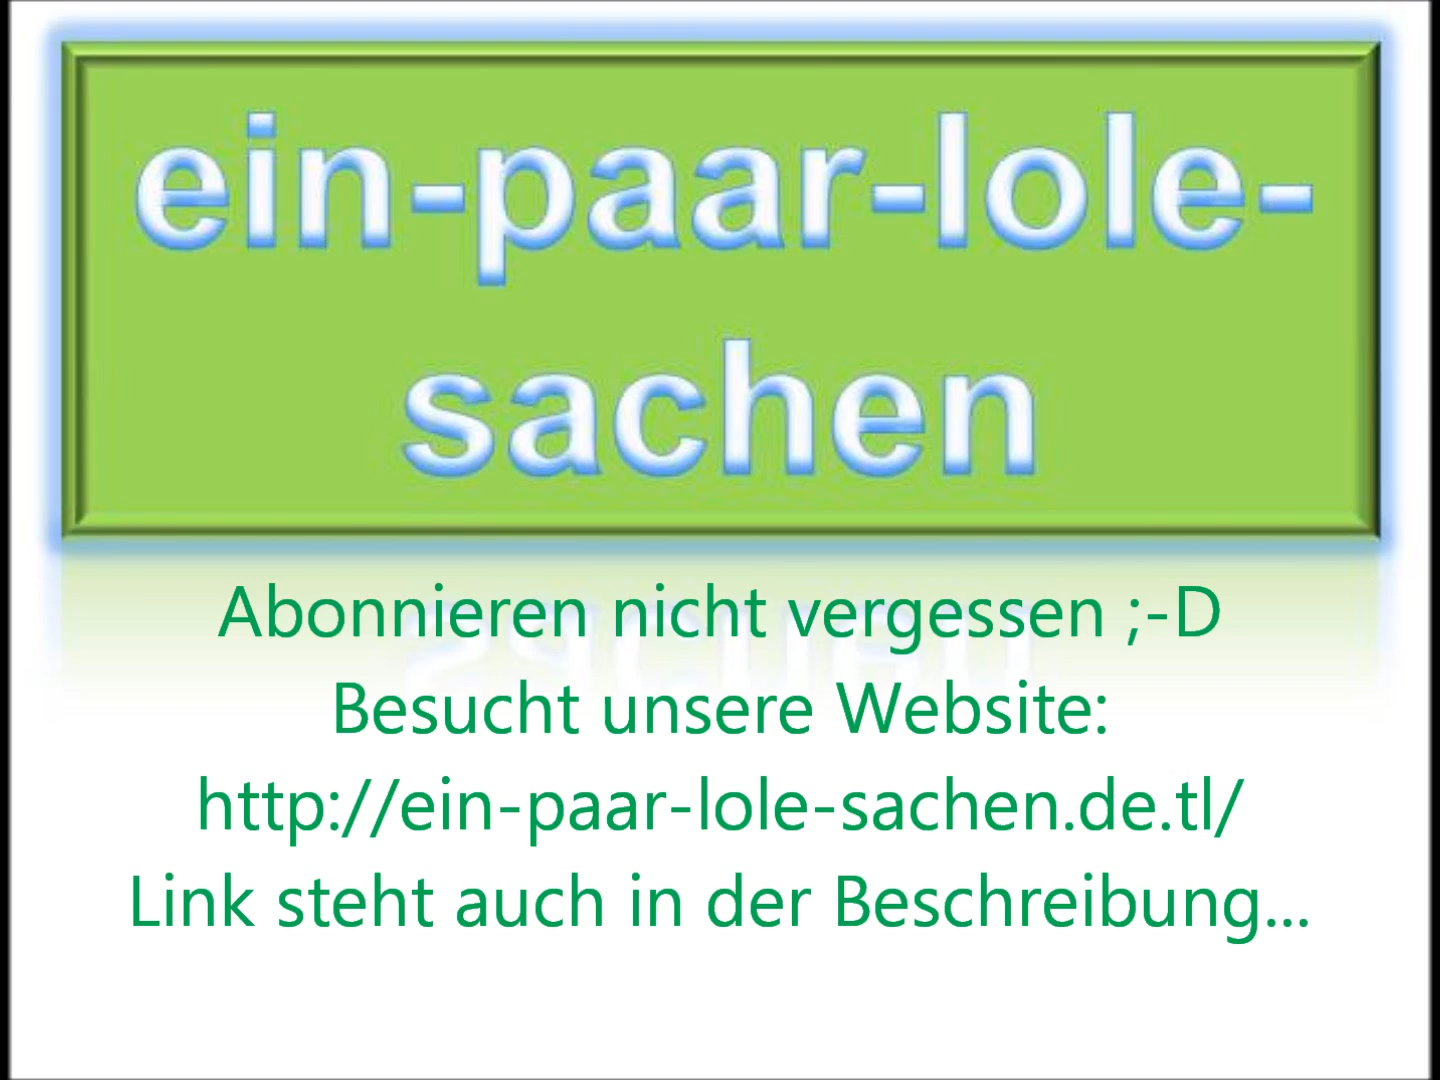 ein-paar-lole-
sachen
Abonnieren nicht vergessen ;-D
Besucht unsere Website:
http://ein-paar-lole-sachen.de.tl/
Link steht auch in der Beschreibung...